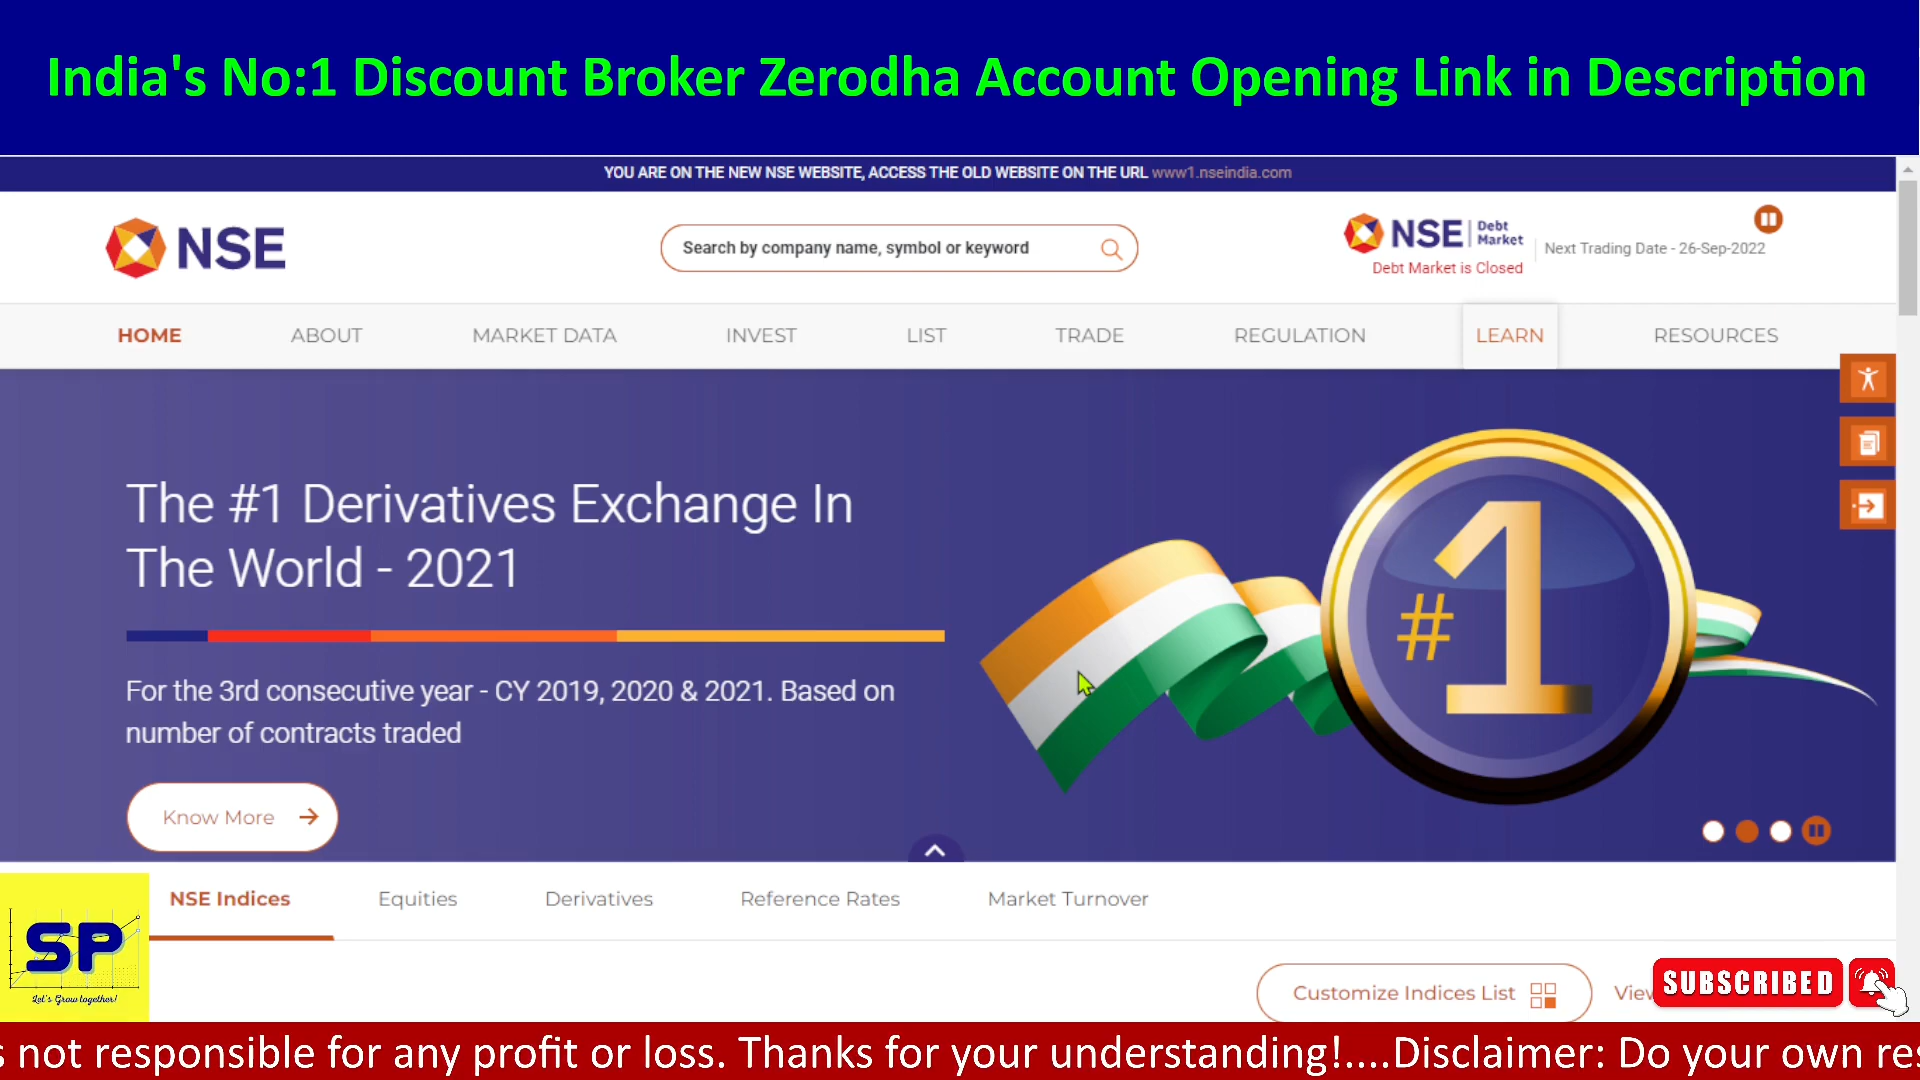 India's No:1 Discount Broker Zerodha Account Opening Link in Description
YOU ARE ON THE NEW NSE WEBSITE, ACCESS THE OLD WEBSITE ON THE URL www1.nseindia.com
NSE
Search by company name, symbol or keyword
NSE Debt Market
Debt Market is Closed
Next Trading Date - 26-Sep-2022
HOME ABOUT MARKET DATA INVEST LIST TRADE REGULATION LEARN RESOURCES
The #1 Derivatives Exchange In
The World - 2021
For the 3rd consecutive year - CY 2019, 2020 & 2021. Based on
number of contracts traded
Know More
#1
NSE Indices Equities Derivatives Reference Rates Market Turnover
SP
Let's Grow together!
Customize Indices List
SUBSCRIBED
not responsible for any profit or loss. Thanks for your understanding!....Disclaimer: Do your own